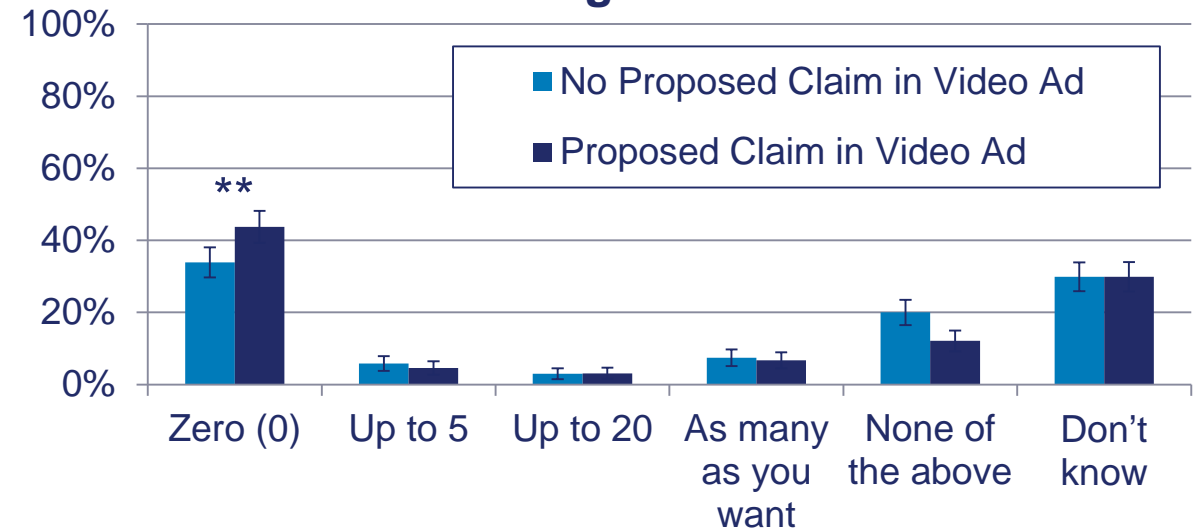 100%
80%
60%
40%
20%
0%
No Proposed Claim in Video Ad
Proposed Claim in Video Ad
**
Zero (0)
Up to 5
Up to 20
As many
as you
want
None of
the above
Don't
know